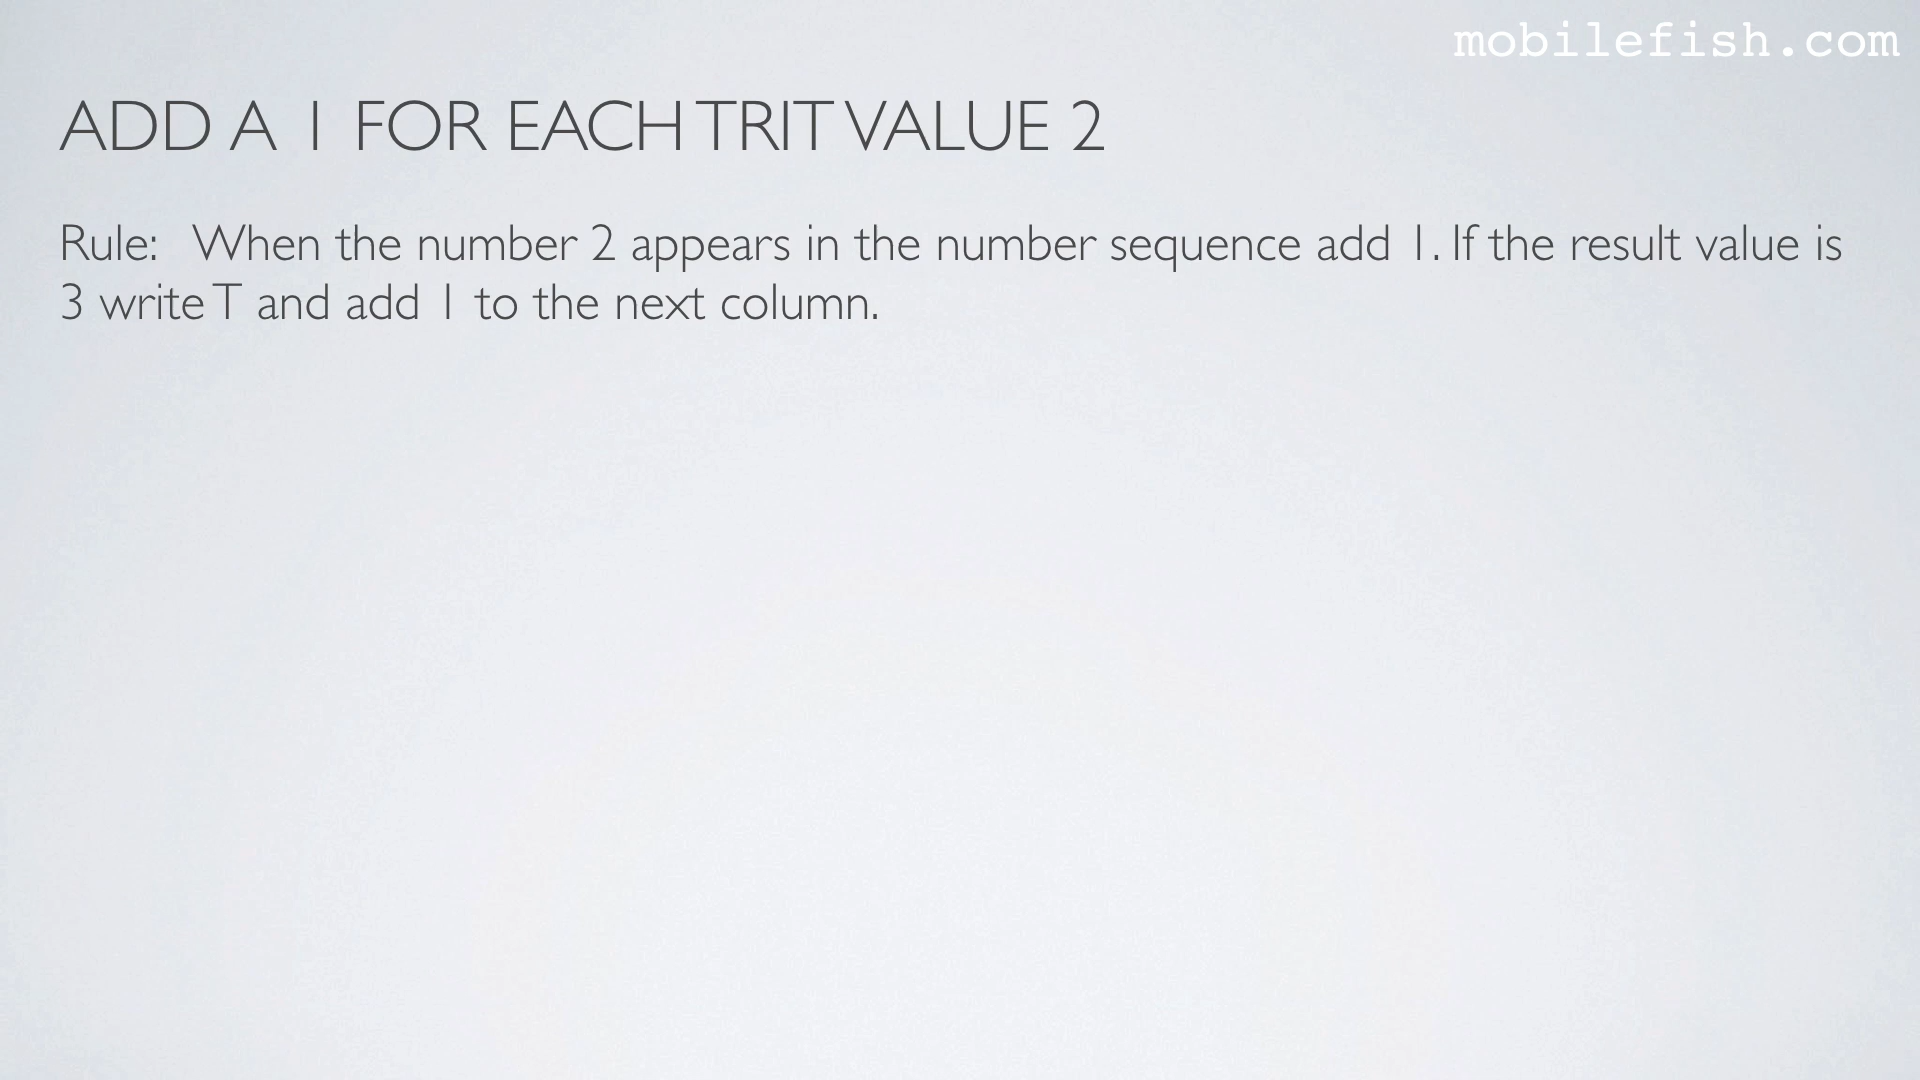 mobilefish.com
ADD A 1 FOR EACH TRIT VALUE 2
Rule: When the number 2 appears in the number sequence add 1. If the result value is
3 write T and add 1 to the next column.